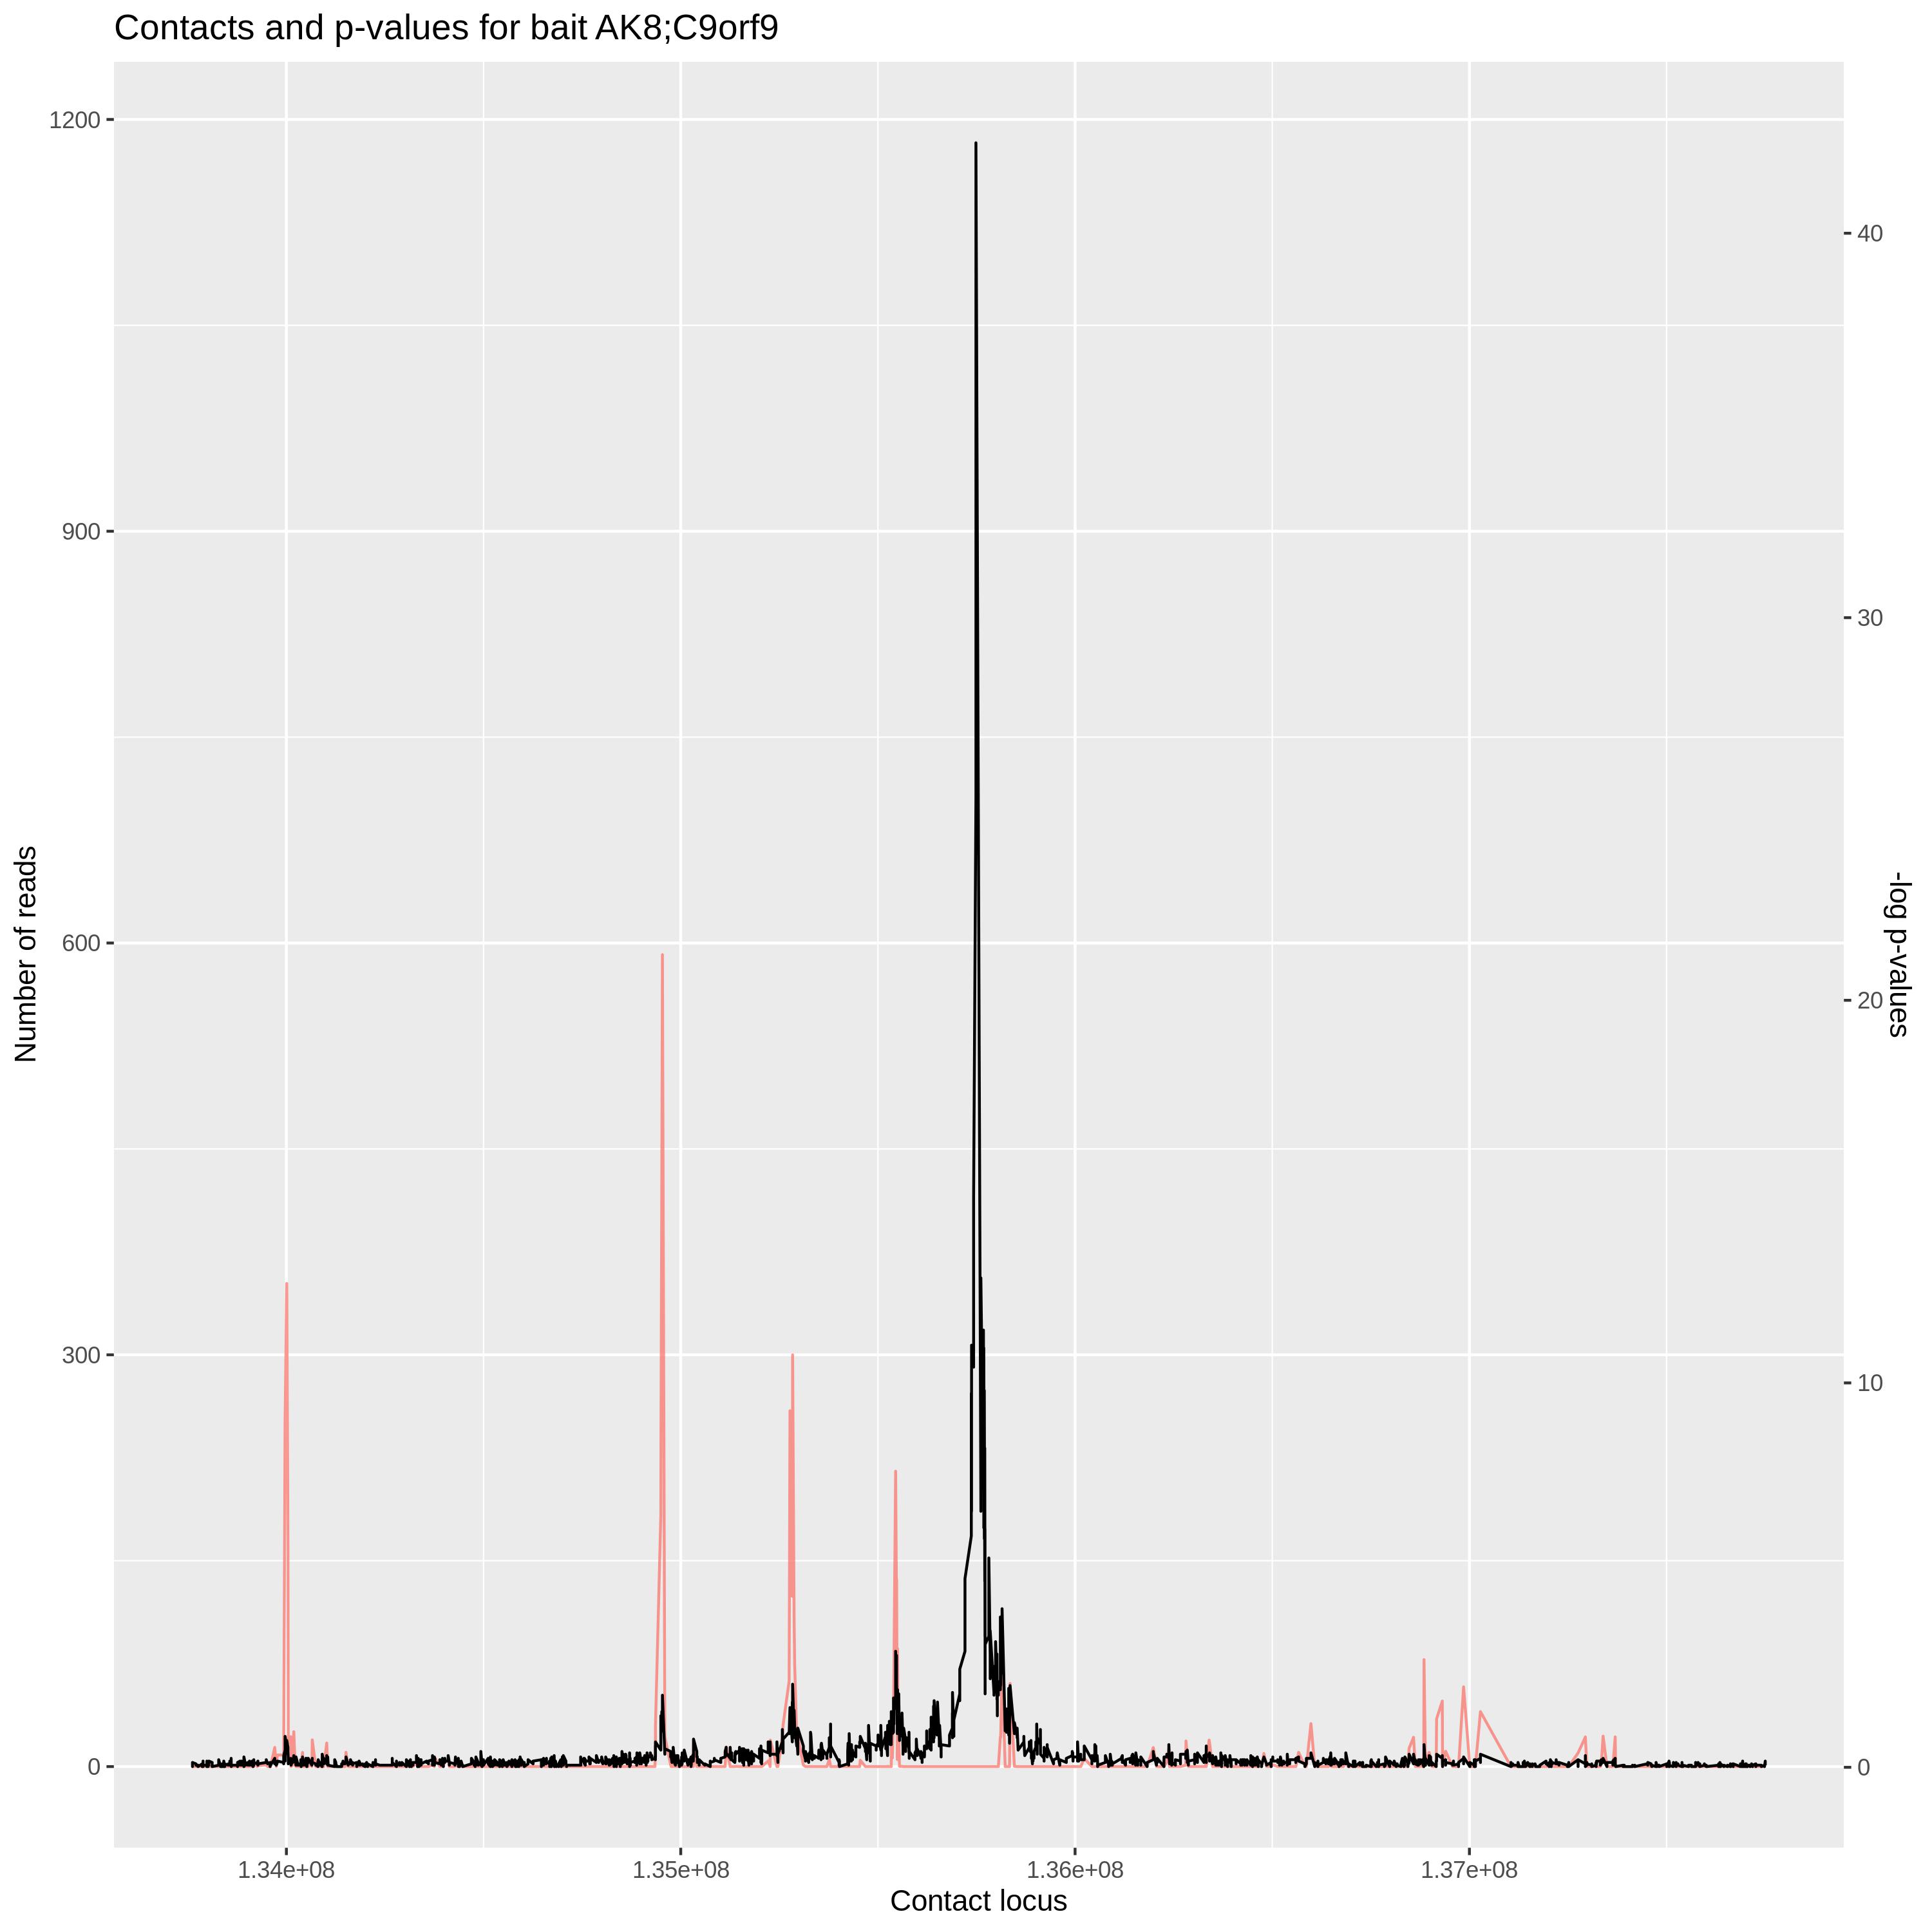 Contacts and p-values for bait AK8;C9orf9
1200
900
600
300
0
Number of reads
40
30
20
10
0
-log p-values
1.34e+08 1.35e+08 1.36e+08 1.37e+08
Contact locus